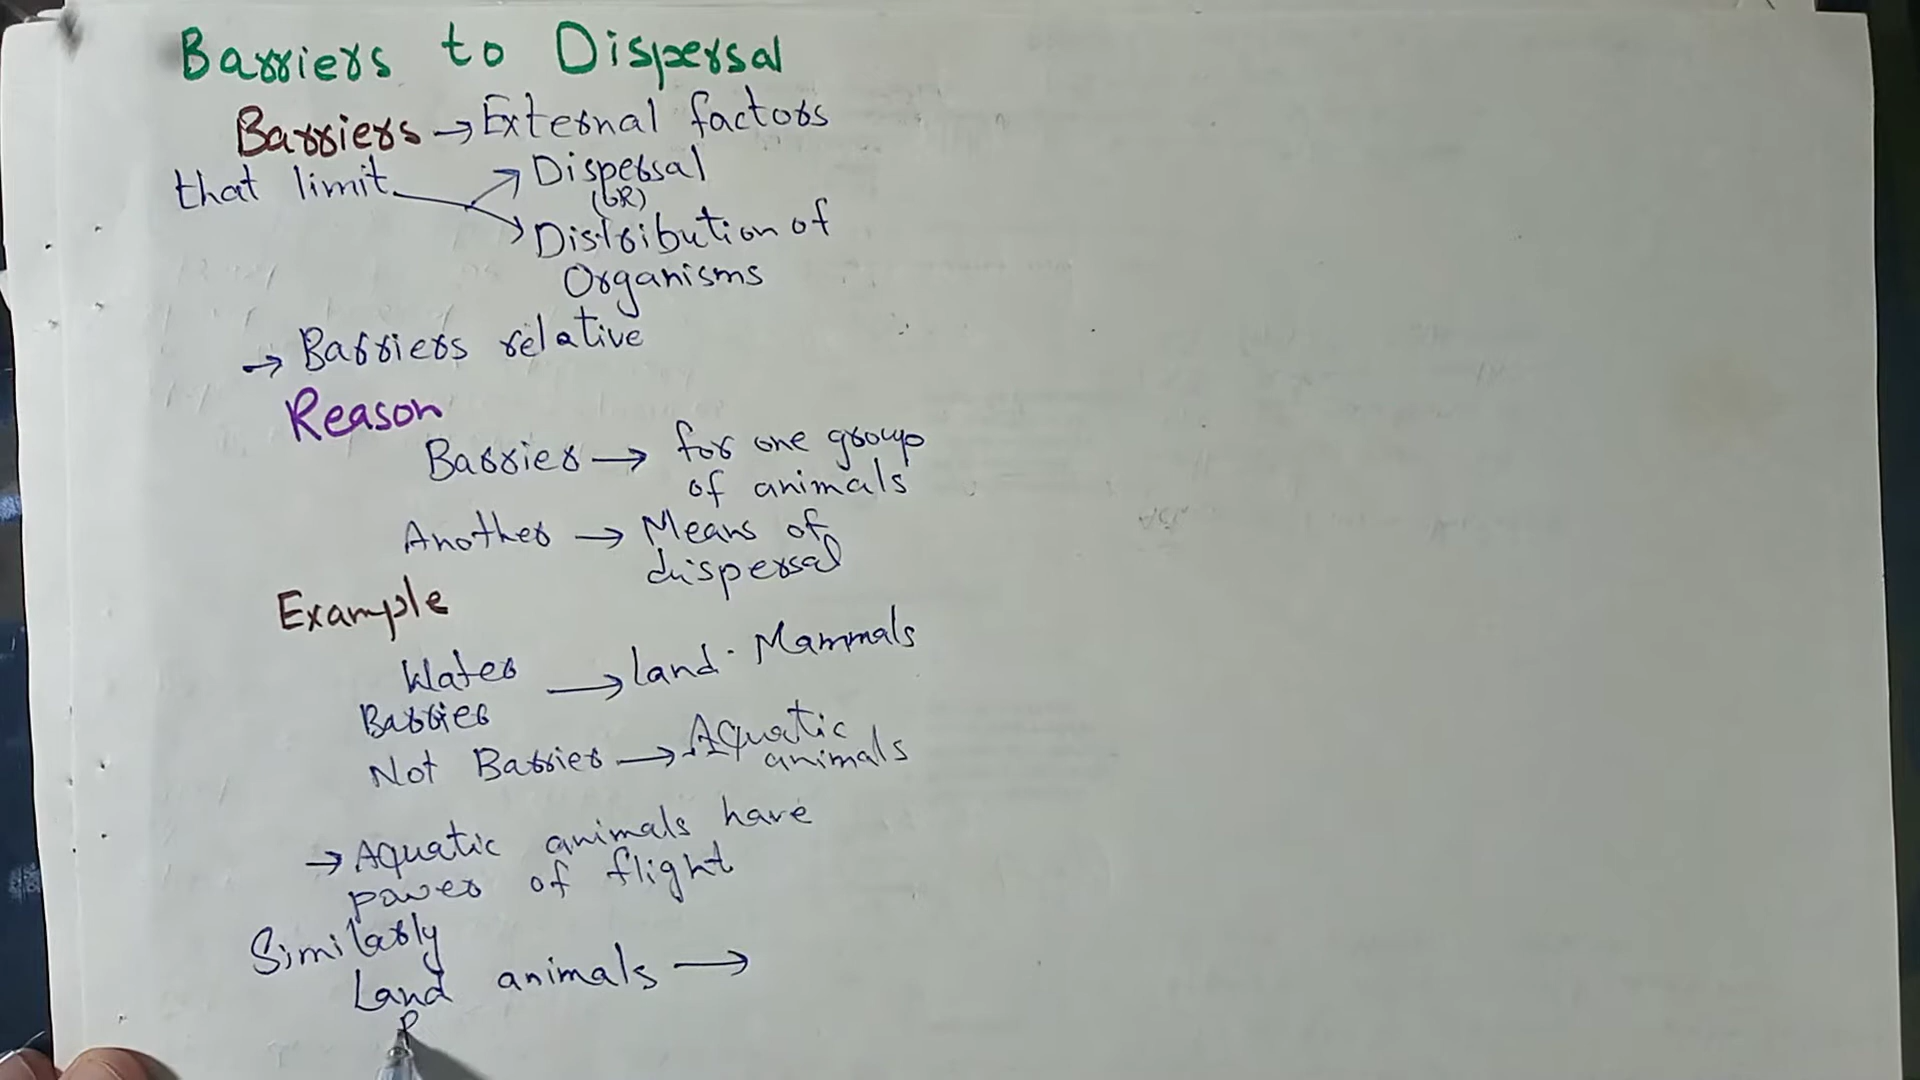 Barriers to Dispersal
Barriers → External factors
that limit → Dispersal
(OR)
→ Distribution of
Organisms
→ Barriers relative
Reason
Barrier → for one group
of animals
Another → Means of
dispersal
Example
Water → Land. Mammals
Barrier
Not Barrier → Aquatic
animals
→ Aquatic animals have
power of flight
Similarly
Land animals →
P